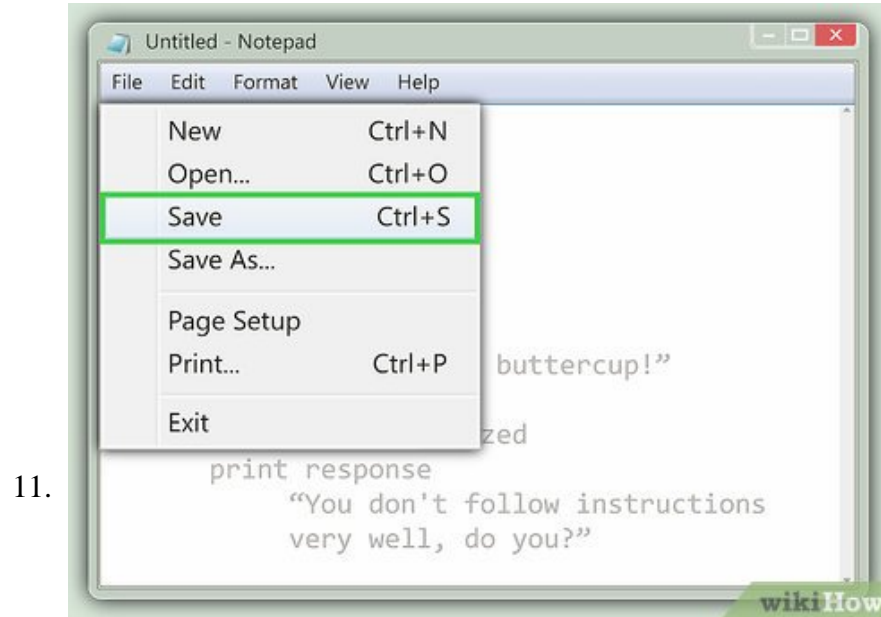 Untitled - Notepad
File Edit Format View Help
New Ctrl+N
Open... Ctrl+O
Save Ctrl+S
Save As...
Page Setup
Print... Ctrl+P
buttercup!”
Exit
zed
print response
11.
“You don't follow instructions
very well, do you?”
wikiHow